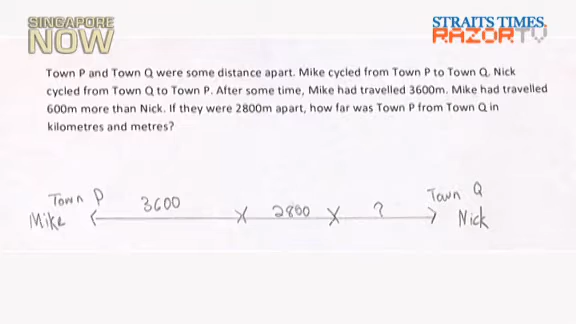 SINGAPORE
NOW
STRAITS TIMES
RAZORTV
Town P and Town Q were some distance apart. Mike cycled from Town P to Town Q. Nick
cycled from Town Q to Town P. After some time, Mike had travelled 3600m. Mike had travelled
600m more than Nick. If they were 2800m apart, how far was Town P from Town Q in
kilometres and metres?
Town P
3600
Town Q
Mike
2800
?
Nick